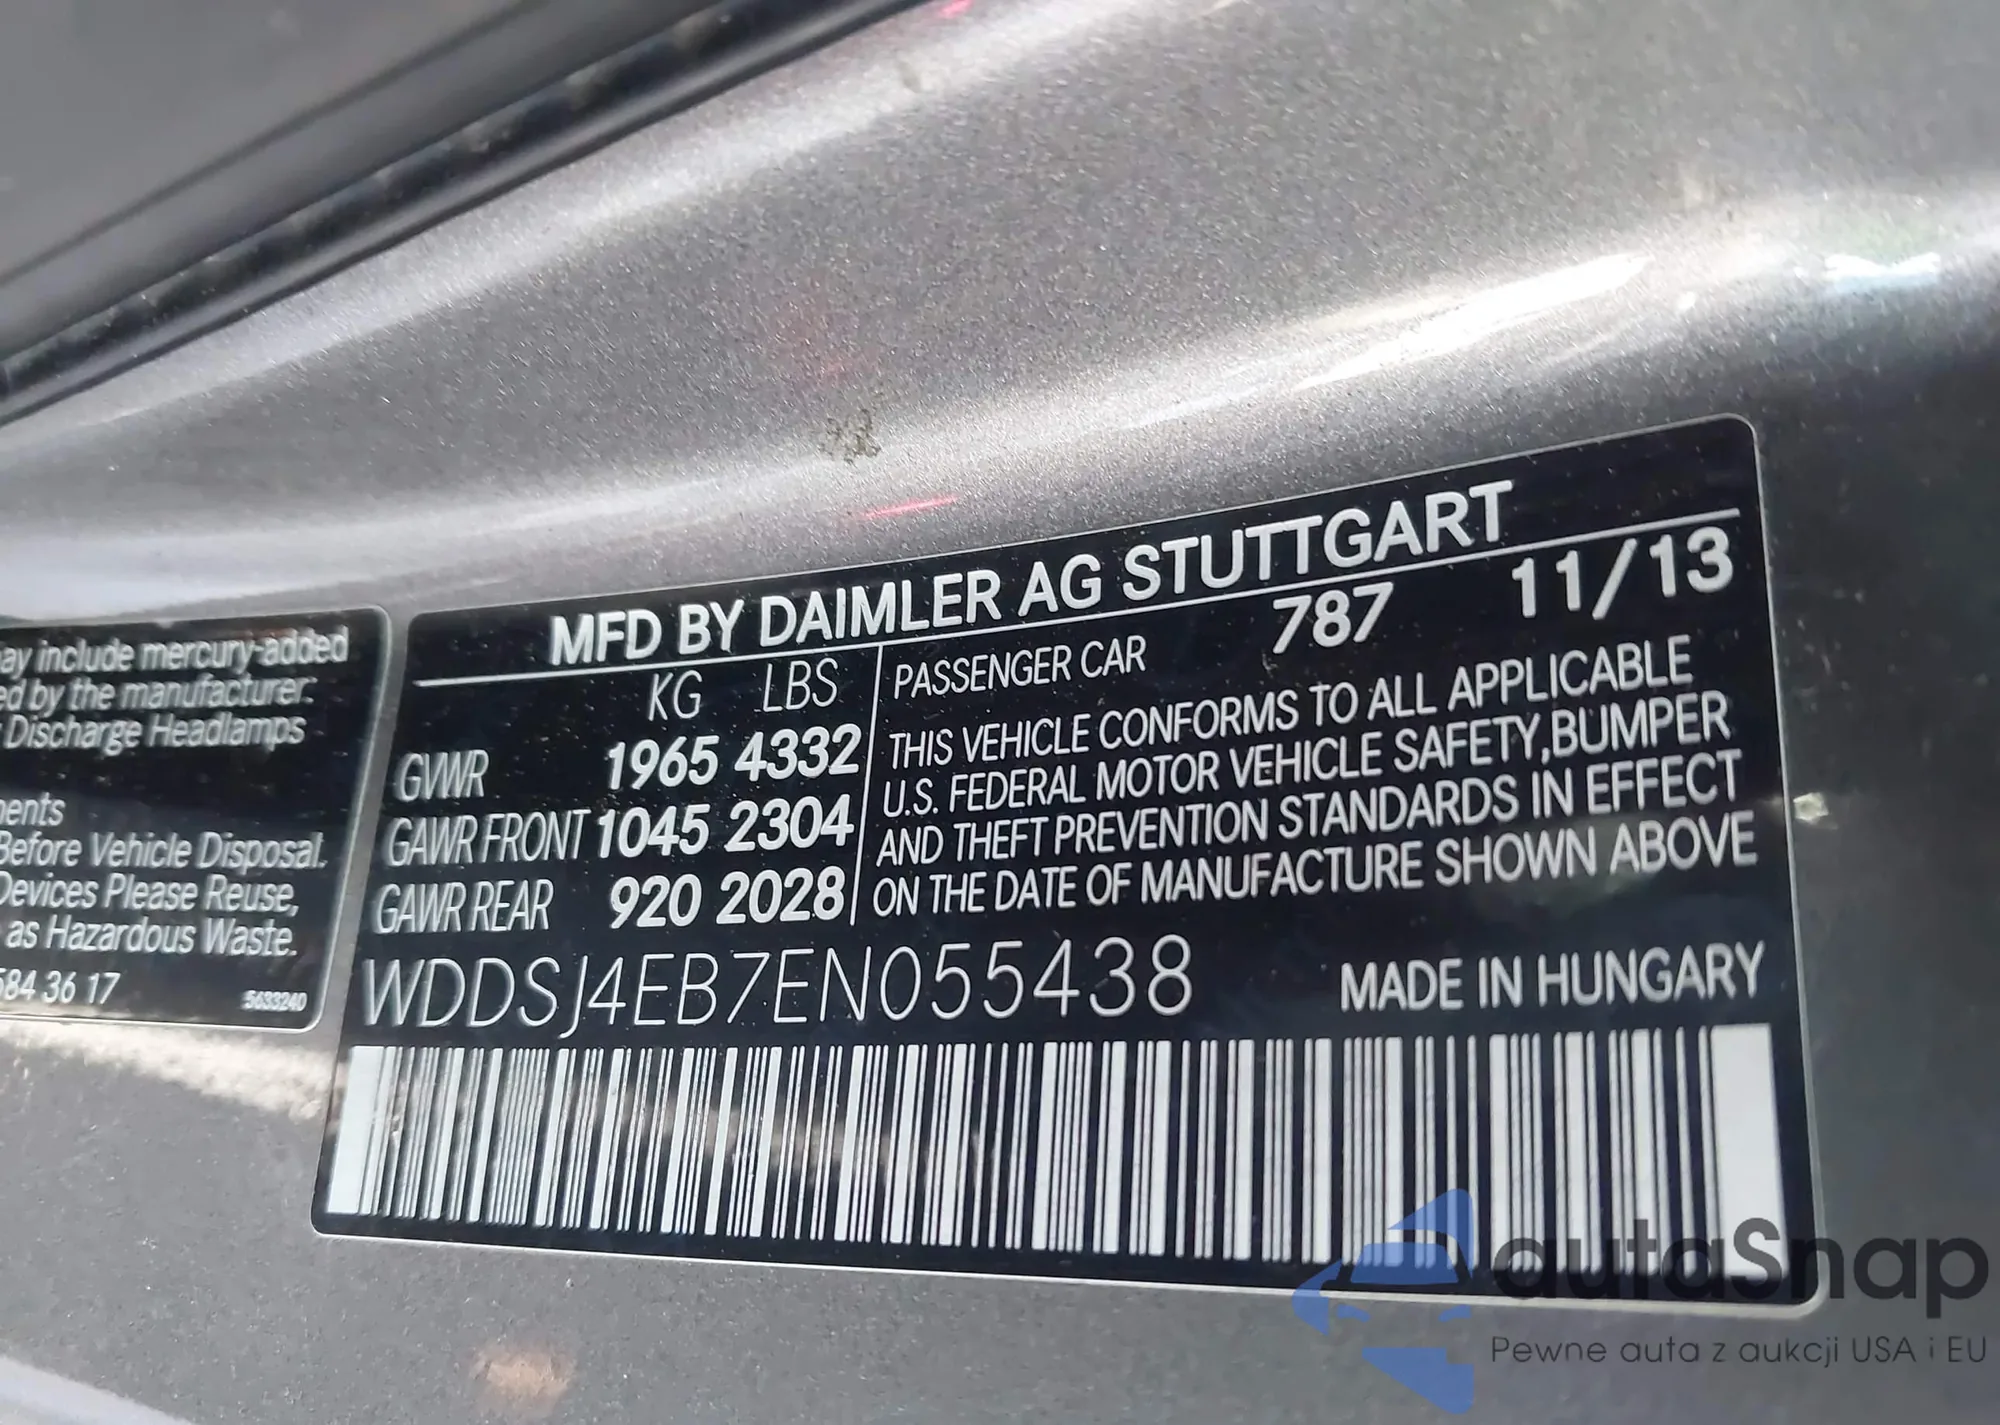 ay include mercury-added
ed by the manufacturer:
Discharge Headlamps
ents
Before Vehicle Disposal.
Devices Please Reuse,
as Hazardous Waste.
584 36 17
5633240
MFD BY DAIMLER AG STUTTGART
KG LBS
PASSENGER CAR 787 11/13
GVWR 1965 4332
GAWR FRONT 1045 2304
GAWR REAR 920 2028
THIS VEHICLE CONFORMS TO ALL APPLICABLE
U.S. FEDERAL MOTOR VEHICLE SAFETY,BUMPER
AND THEFT PREVENTION STANDARDS IN EFFECT
ON THE DATE OF MANUFACTURE SHOWN ABOVE
WDDSJ4EB7EN055438 MADE IN HUNGARY
autaSnap
Pewne auta z aukcji USA i EU